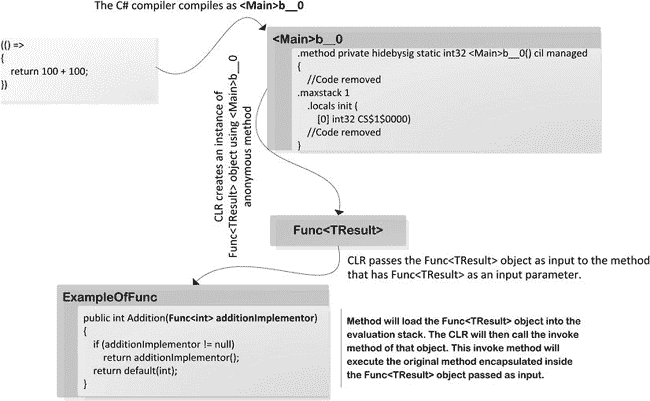 The C# compiler compiles as <Main>b__0
(() =>
{
return 100 + 100;
})
<Main>b__0
.method private hidebysig static int32 <Main>b__0() cil managed
{
//Code removed
.maxstack 1
.locals init (
[0] int32 CS$1$0000)
//Code removed
}
CLR creates an instance of
Func<TResult> object using <Main>b__0
anonymous method
Func<TResult>
CLR passes the Func<TResult> object as input to the method
that has Func<TResult> as an input parameter.
ExampleOfFunc
public int Addition(Func<int> additionImplementor)
{
if (additionImplementor != null)
return additionImplementor();
return default(int);
}
Method will load the Func<TResult> object into the
evaluation stack. The CLR will then call the invoke
method of that object. This invoke method will
execute the original method encapsulated inside
the Func<TResult> object passed as input.